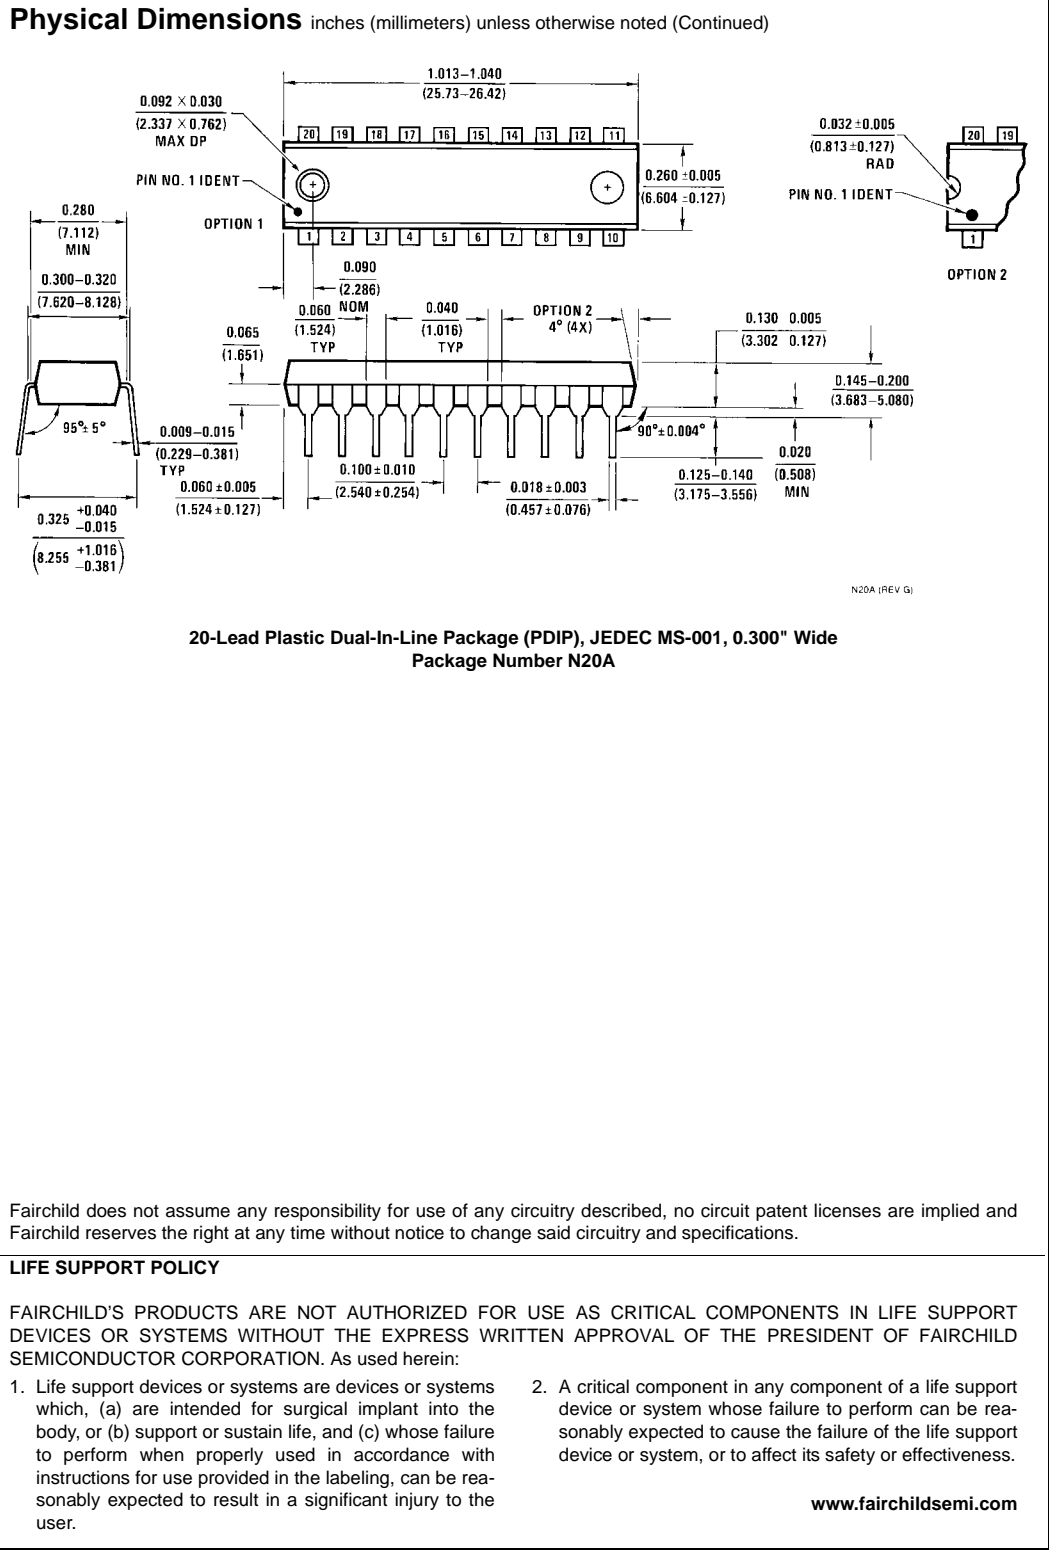 Physical Dimensions inches (millimeters) unless otherwise noted (Continued)
1.013–1.040
(25.73–26.42)
0.092 × 0.030
(2.337 × 0.762)
MAX DP
20 19 18 17 16 15 14 13 12 11
0.032 ±0.005
(0.813 ±0.127)
RAD
20 19
PIN NO. 1 IDENT
0.260 ±0.005
(6.604 ±0.127)
PIN NO. 1 IDENT
OPTION 1
1 2 3 4 5 6 7 8 9 10
1
OPTION 2
0.280
(7.112)
MIN
0.300–0.320
(7.620–8.128)
0.090
(2.286)
NOM
0.060
(1.524)
TYP
0.040
(1.016)
TYP
OPTION 2
4° (4X)
0.130 0.005
(3.302 0.127)
0.065
(1.651)
0.145–0.200
(3.683–5.080)
95°± 5°
90°±0.004°
0.009–0.015
(0.229–0.381)
TYP
0.100 ±0.010
(2.540 ±0.254)
0.020
(0.508)
MIN
0.125–0.140
(3.175–3.556)
0.060 ±0.005
(1.524 ±0.127)
0.018 ±0.003
(0.457 ±0.076)
0.325 +0.040
–0.015
(8.255 +1.016
–0.381)
N20A (REV G)
20-Lead Plastic Dual-In-Line Package (PDIP), JEDEC MS-001, 0.300" Wide
Package Number N20A
Fairchild does not assume any responsibility for use of any circuitry described, no circuit patent licenses are implied and
Fairchild reserves the right at any time without notice to change said circuitry and specifications.
LIFE SUPPORT POLICY
FAIRCHILD'S PRODUCTS ARE NOT AUTHORIZED FOR USE AS CRITICAL COMPONENTS IN LIFE SUPPORT
DEVICES OR SYSTEMS WITHOUT THE EXPRESS WRITTEN APPROVAL OF THE PRESIDENT OF FAIRCHILD
SEMICONDUCTOR CORPORATION. As used herein:
1. Life support devices or systems are devices or systems
which, (a) are intended for surgical implant into the
body, or (b) support or sustain life, and (c) whose failure
to perform when properly used in accordance with
instructions for use provided in the labeling, can be rea-
sonably expected to result in a significant injury to the
user.
2. A critical component in any component of a life support
device or system whose failure to perform can be rea-
sonably expected to cause the failure of the life support
device or system, or to affect its safety or effectiveness.
www.fairchildsemi.com